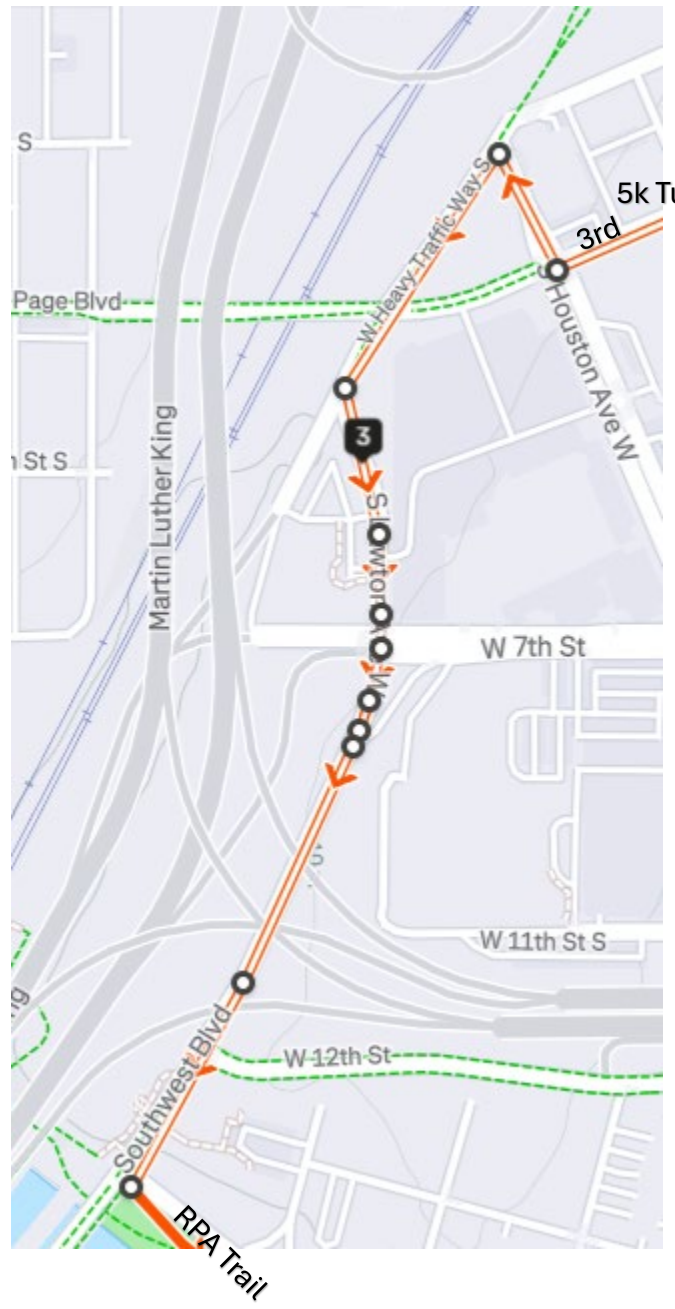 S
5k Tu
3rd
W Heavy Traffic Way S
Page Blvd
S Houston Ave W
3
St S
Martin Luther King
S Lawton A W
W 7th St
W 11th St S
W 12th St
Southwest Blvd
RPA Trail